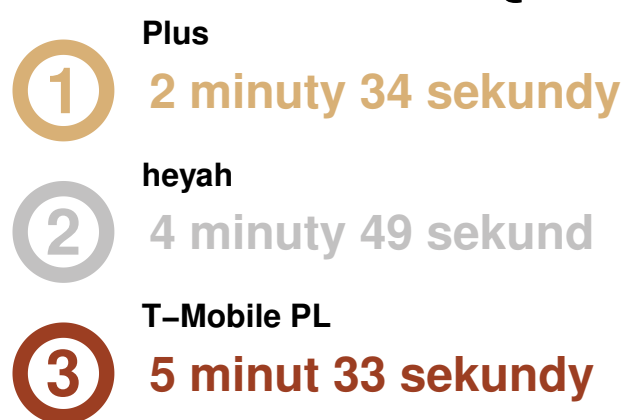 Plus
1 2 minuty 34 sekundy
heyah
2 4 minuty 49 sekund
T–Mobile PL
3 5 minut 33 sekundy